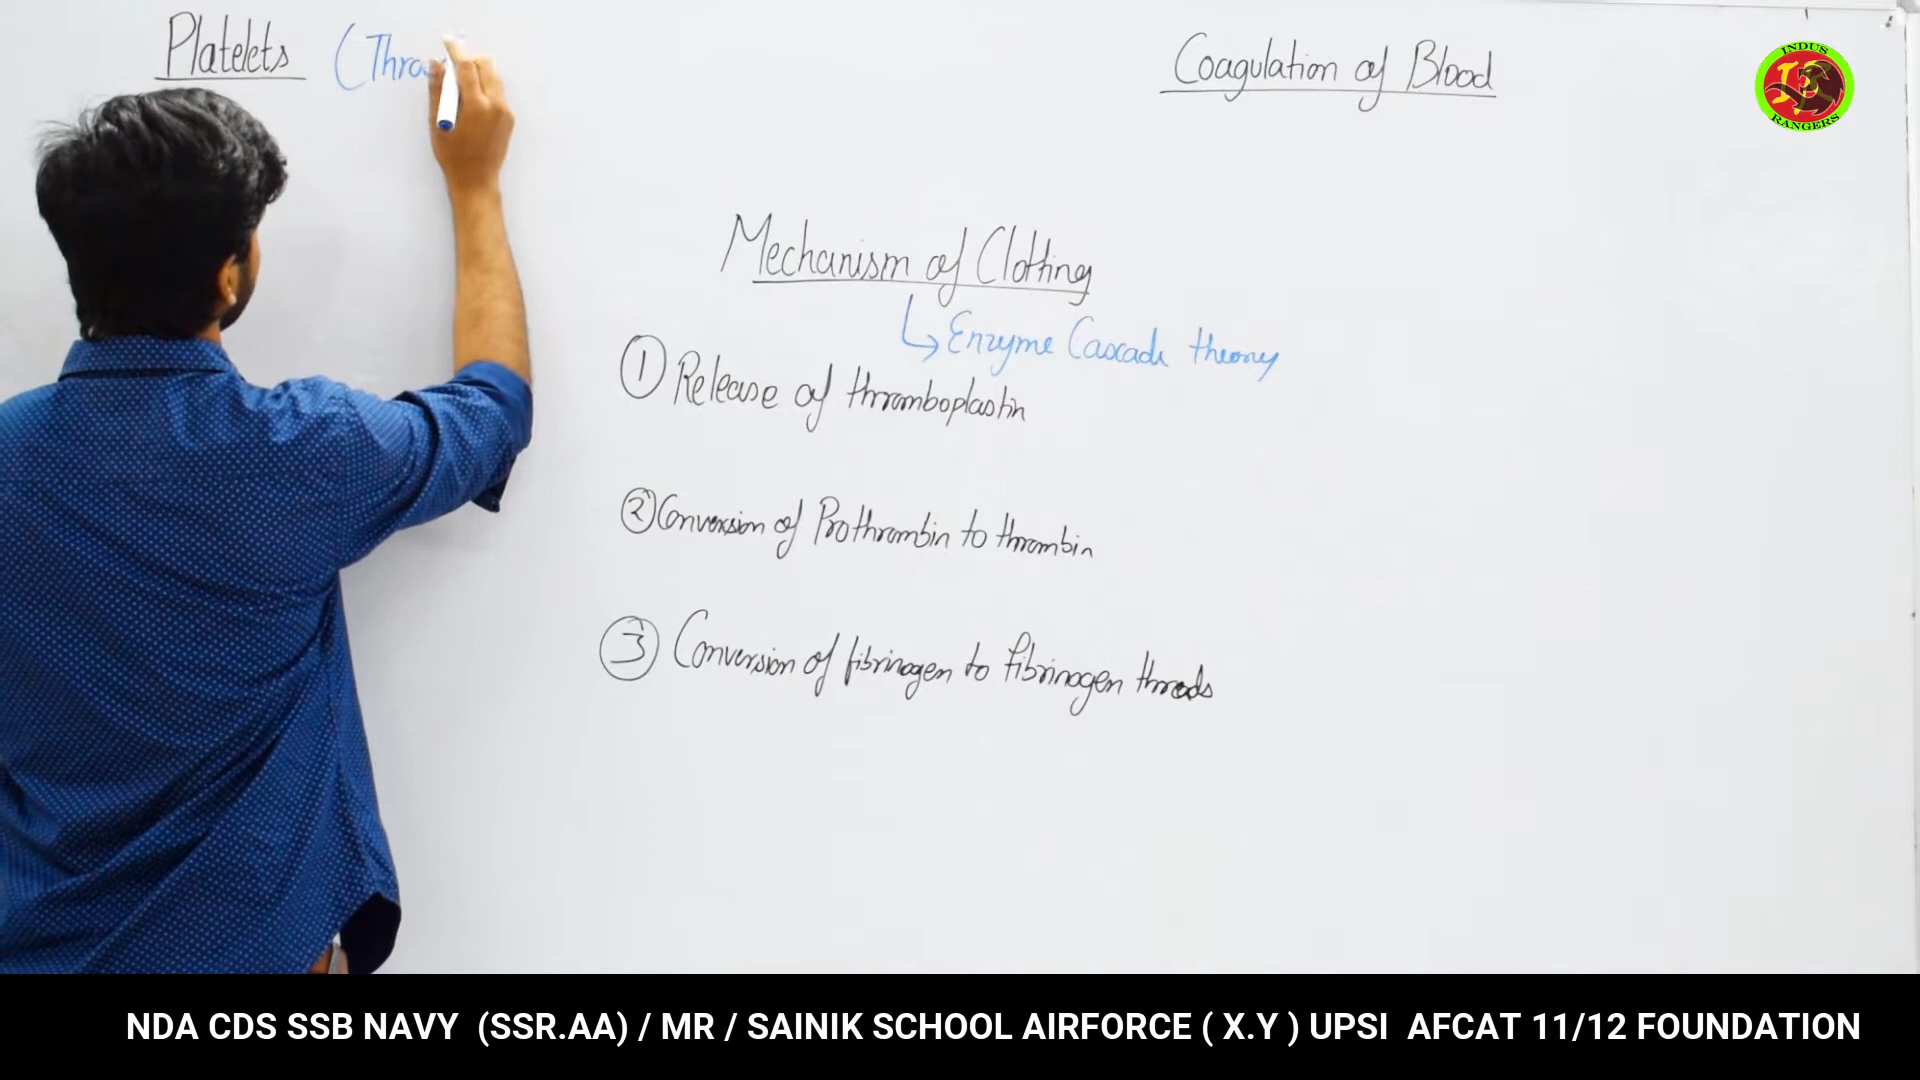 Platelets (Thro
Coagulation of Blood
INDUS
RANGERS
Mechanism of Clotting
↳ Enzyme Cascade theory
① Release of thromboplastin
② Conversion of Prothrombin to thrombin
③ Conversion of fibrinogen to fibrinogen threds
NDA CDS SSB NAVY (SSR.AA) / MR / SAINIK SCHOOL AIRFORCE ( X.Y ) UPSI AFCAT 11/12 FOUNDATION